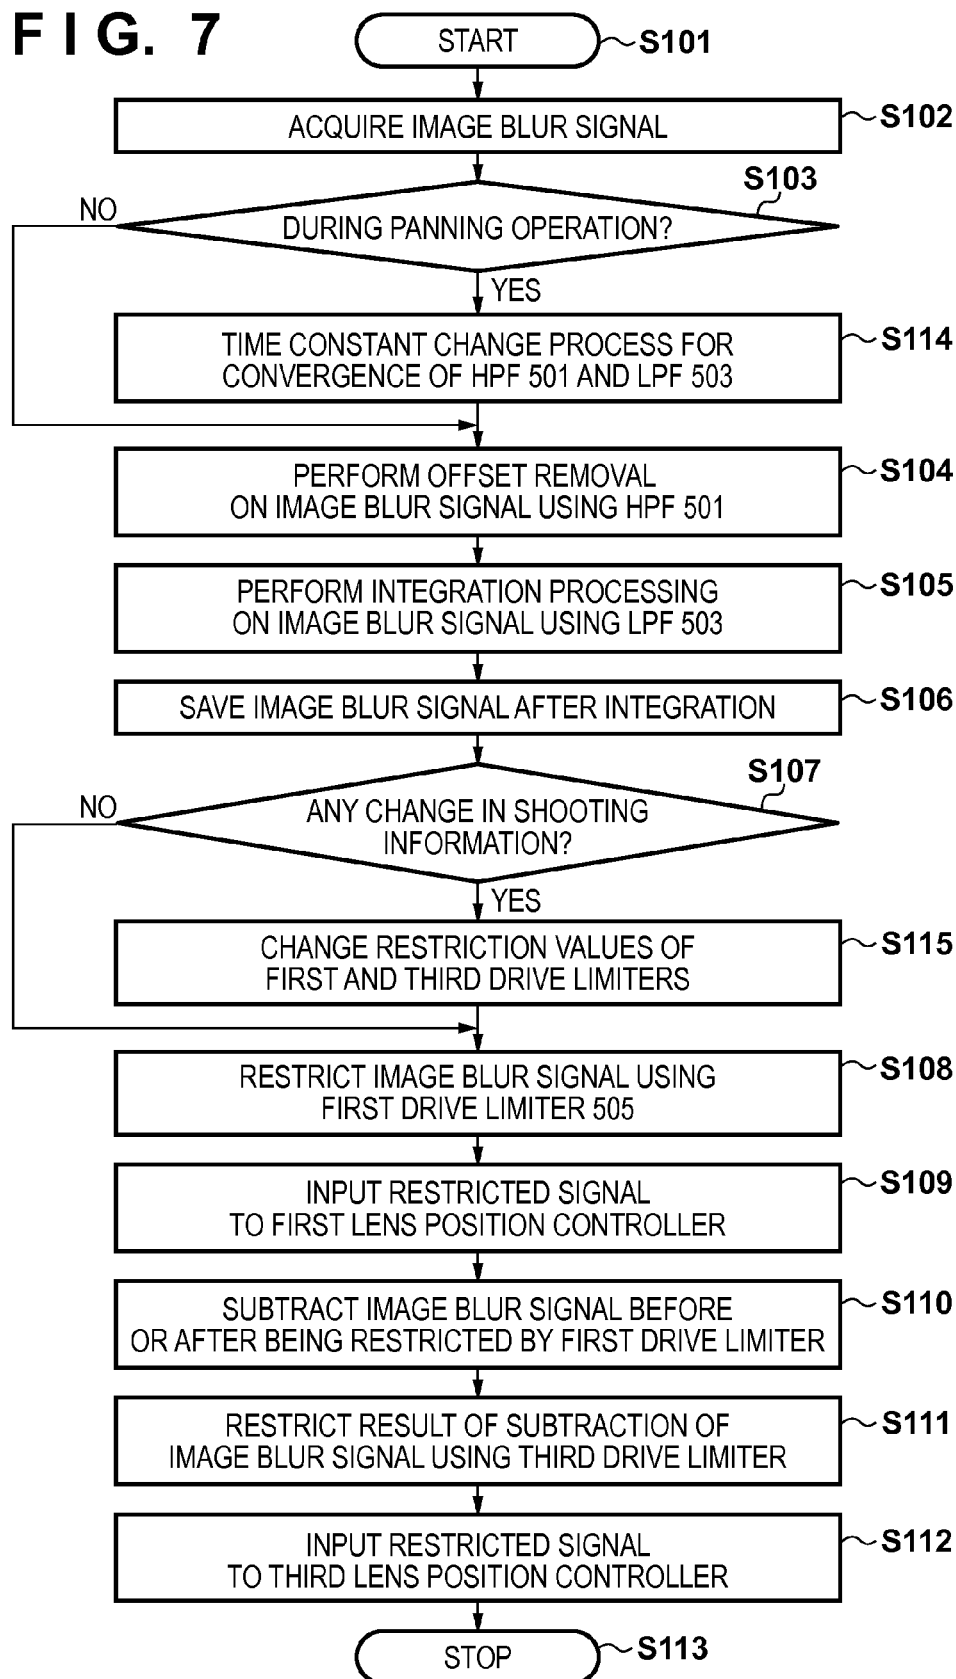 FIG. 7
START
S101
ACQUIRE IMAGE BLUR SIGNAL
S102
S103
NO
DURING PANNING OPERATION?
YES
TIME CONSTANT CHANGE PROCESS FOR
CONVERGENCE OF HPF 501 AND LPF 503
S114
PERFORM OFFSET REMOVAL
ON IMAGE BLUR SIGNAL USING HPF 501
S104
PERFORM INTEGRATION PROCESSING
ON IMAGE BLUR SIGNAL USING LPF 503
S105
SAVE IMAGE BLUR SIGNAL AFTER INTEGRATION
S106
S107
NO
ANY CHANGE IN SHOOTING
INFORMATION?
YES
CHANGE RESTRICTION VALUES OF
FIRST AND THIRD DRIVE LIMITERS
S115
RESTRICT IMAGE BLUR SIGNAL USING
FIRST DRIVE LIMITER 505
S108
INPUT RESTRICTED SIGNAL
TO FIRST LENS POSITION CONTROLLER
S109
SUBTRACT IMAGE BLUR SIGNAL BEFORE
OR AFTER BEING RESTRICTED BY FIRST DRIVE LIMITER
S110
RESTRICT RESULT OF SUBTRACTION OF
IMAGE BLUR SIGNAL USING THIRD DRIVE LIMITER
S111
INPUT RESTRICTED SIGNAL
TO THIRD LENS POSITION CONTROLLER
S112
STOP
S113